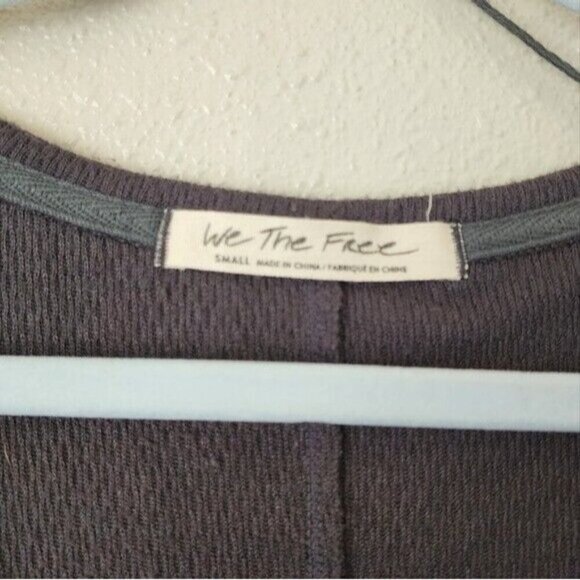 We The Free
SMALL MADE IN CHINA / FABRIQUÉ EN CHINE